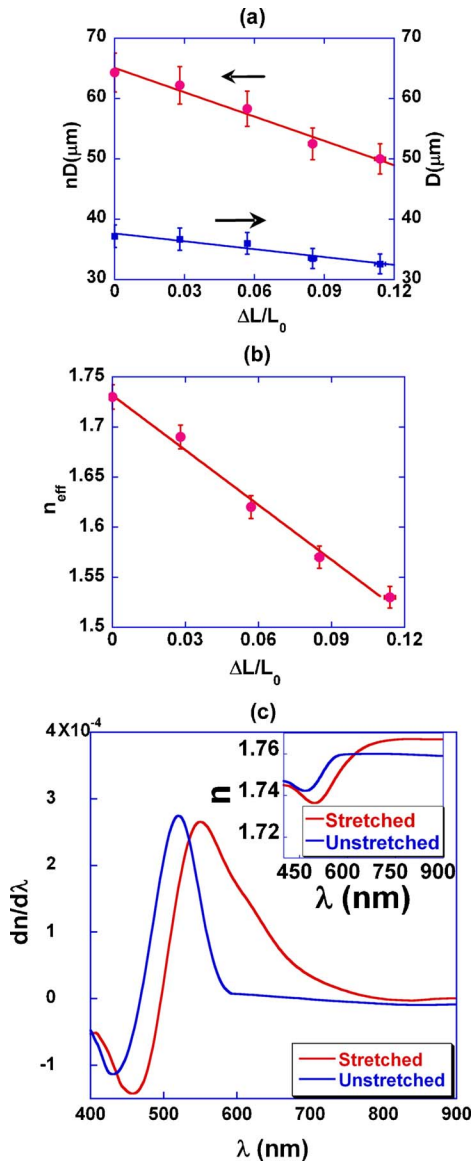 (a)
70
60
50
40
30
nD(μm)
70
60
50
40
30
D(μm)
0
0.03
0.06
0.09
0.12
ΔL/L0
(b)
1.75
1.7
1.65
1.6
1.55
1.5
neff
0
0.03
0.06
0.09
0.12
ΔL/L0
(c)
4X10-4
3
2
1
0
-1
dn/dλ
1.76
1.74
1.72
n
Stretched
Unstretched
450
600
750
900
λ (nm)
Stretched
Unstretched
400
500
600
700
800
900
λ (nm)